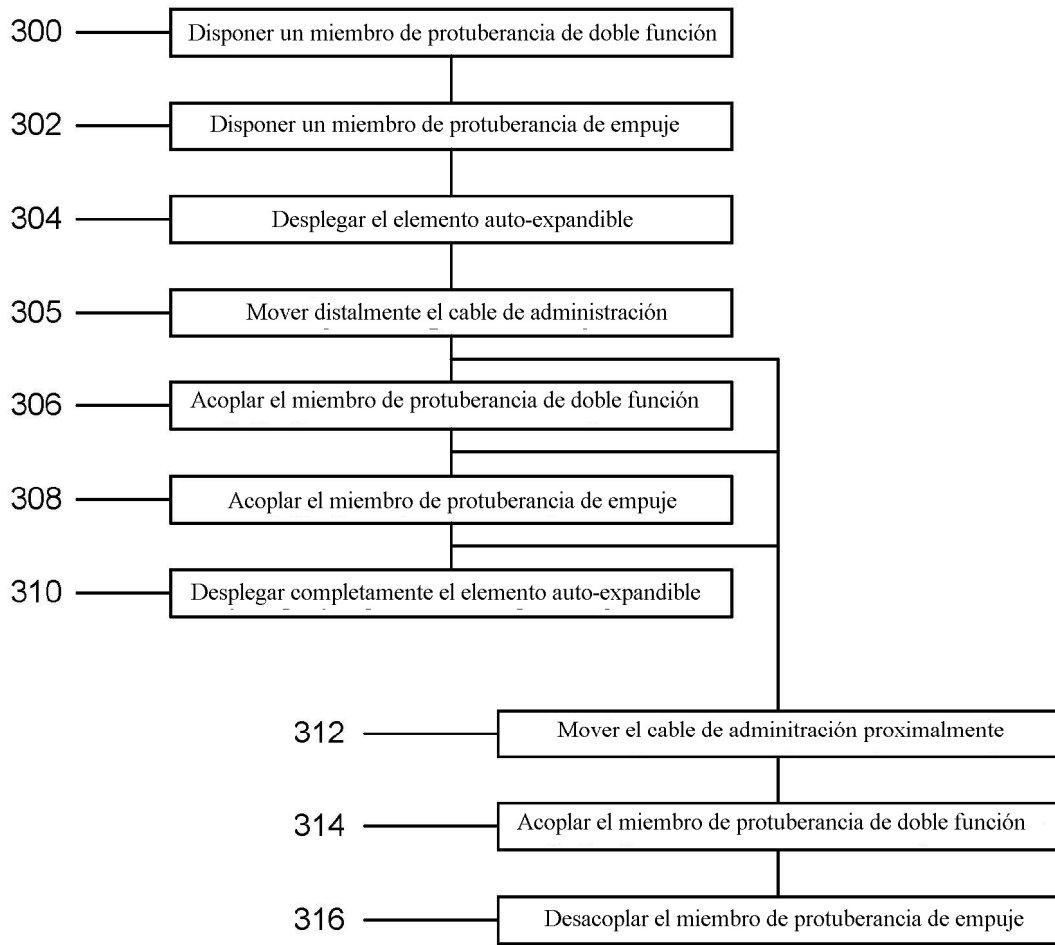 300 Disponer un miembro de protuberancia de doble función
302 Disponer un miembro de protuberancia de empuje
304 Desplegar el elemento auto-expandible
305 Mover distalmente el cable de administración
306 Acoplar el miembro de protuberancia de doble función
308 Acoplar el miembro de protuberancia de empuje
310 Desplegar completamente el elemento auto-expandible
312 Mover el cable de adminitración proximalmente
314 Acoplar el miembro de protuberancia de doble función
316 Desacoplar el miembro de protuberancia de empuje